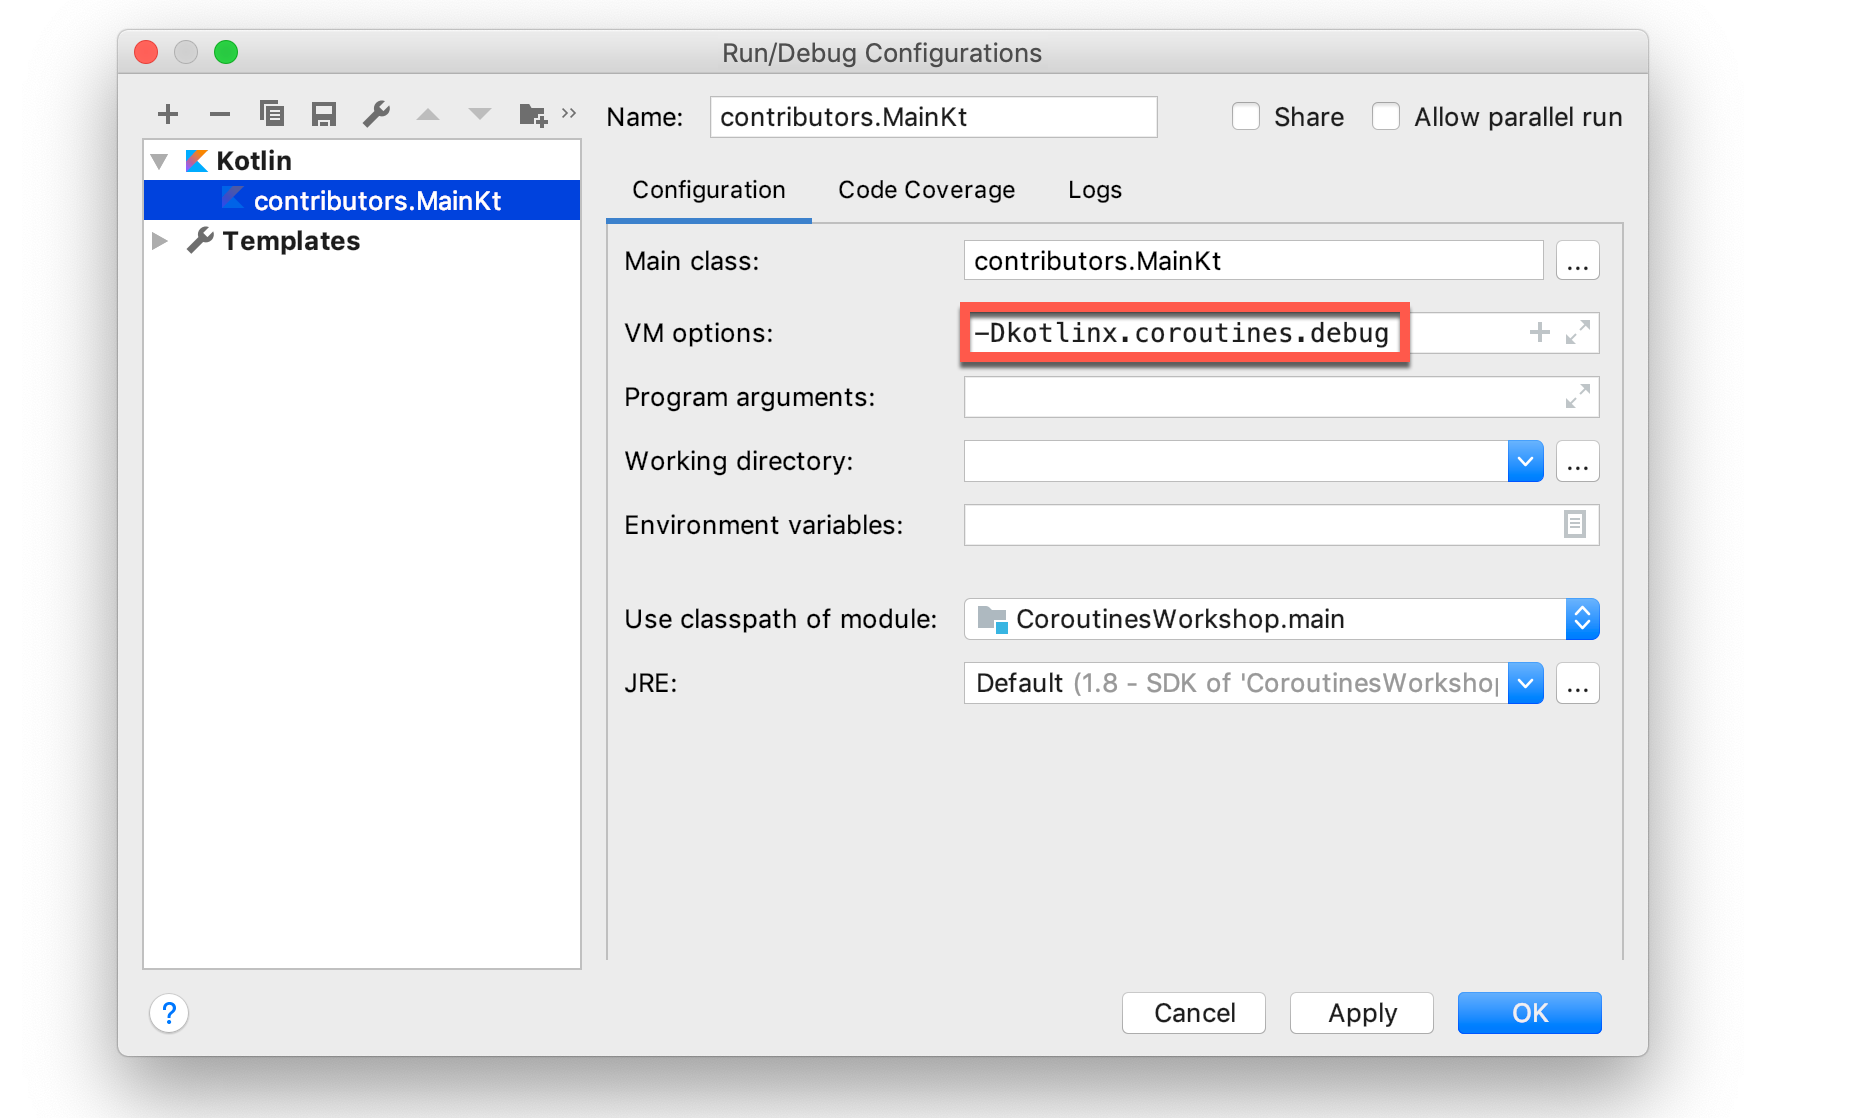 Run/Debug Configurations
Name: contributors.MainKt Share Allow parallel run
Kotlin
contributors.MainKt
Templates
Configuration Code Coverage Logs
Main class: contributors.MainKt ...
VM options: -Dkotlinx.coroutines.debug
Program arguments:
Working directory: ...
Environment variables:
Use classpath of module: CoroutinesWorkshop.main
JRE: Default (1.8 - SDK of 'CoroutinesWorkshop ...
? Cancel Apply OK